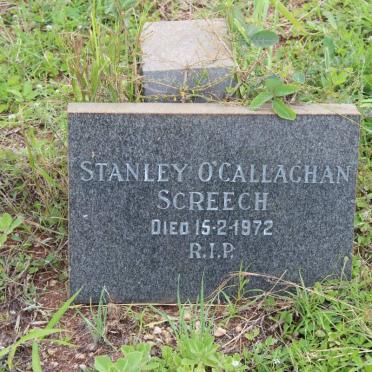 STANLEY O'CALLAGHAN
SCREECH
DIED 15-2-1972
R.I.P.